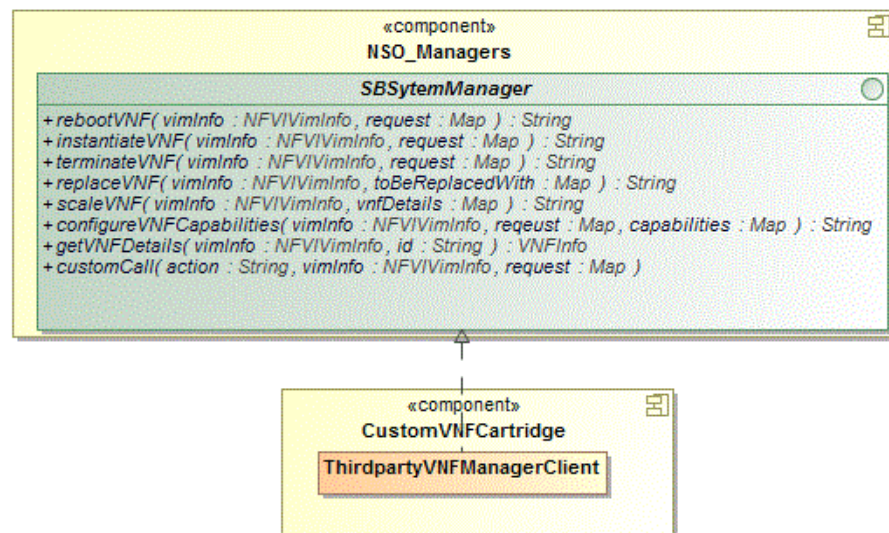 «component»
NSO_Managers
SBSytemManager
+rebootVNF( vimInfo : NFVIVimInfo, request : Map ) : String
+instantiateVNF( vimInfo : NFVIVimInfo, request : Map ) : String
+terminateVNF( vimInfo : NFVIVimInfo, request : Map ) : String
+replaceVNF( vimInfo : NFVIVimInfo, toBeReplacedWith : Map ) : String
+scaleVNF( vimInfo : NFVIVimInfo, vnfDetails : Map ) : String
+configureVNFCapabilities( vimInfo : NFVIVimInfo, reqeust : Map, capabilities : Map ) : String
+getVNFDetails( vimInfo : NFVIVimInfo, id : String ) : VNFInfo
+customCall( action : String, vimInfo : NFVIVimInfo, request : Map )
«component»
CustomVNFCartridge
ThirdpartyVNFManagerClient